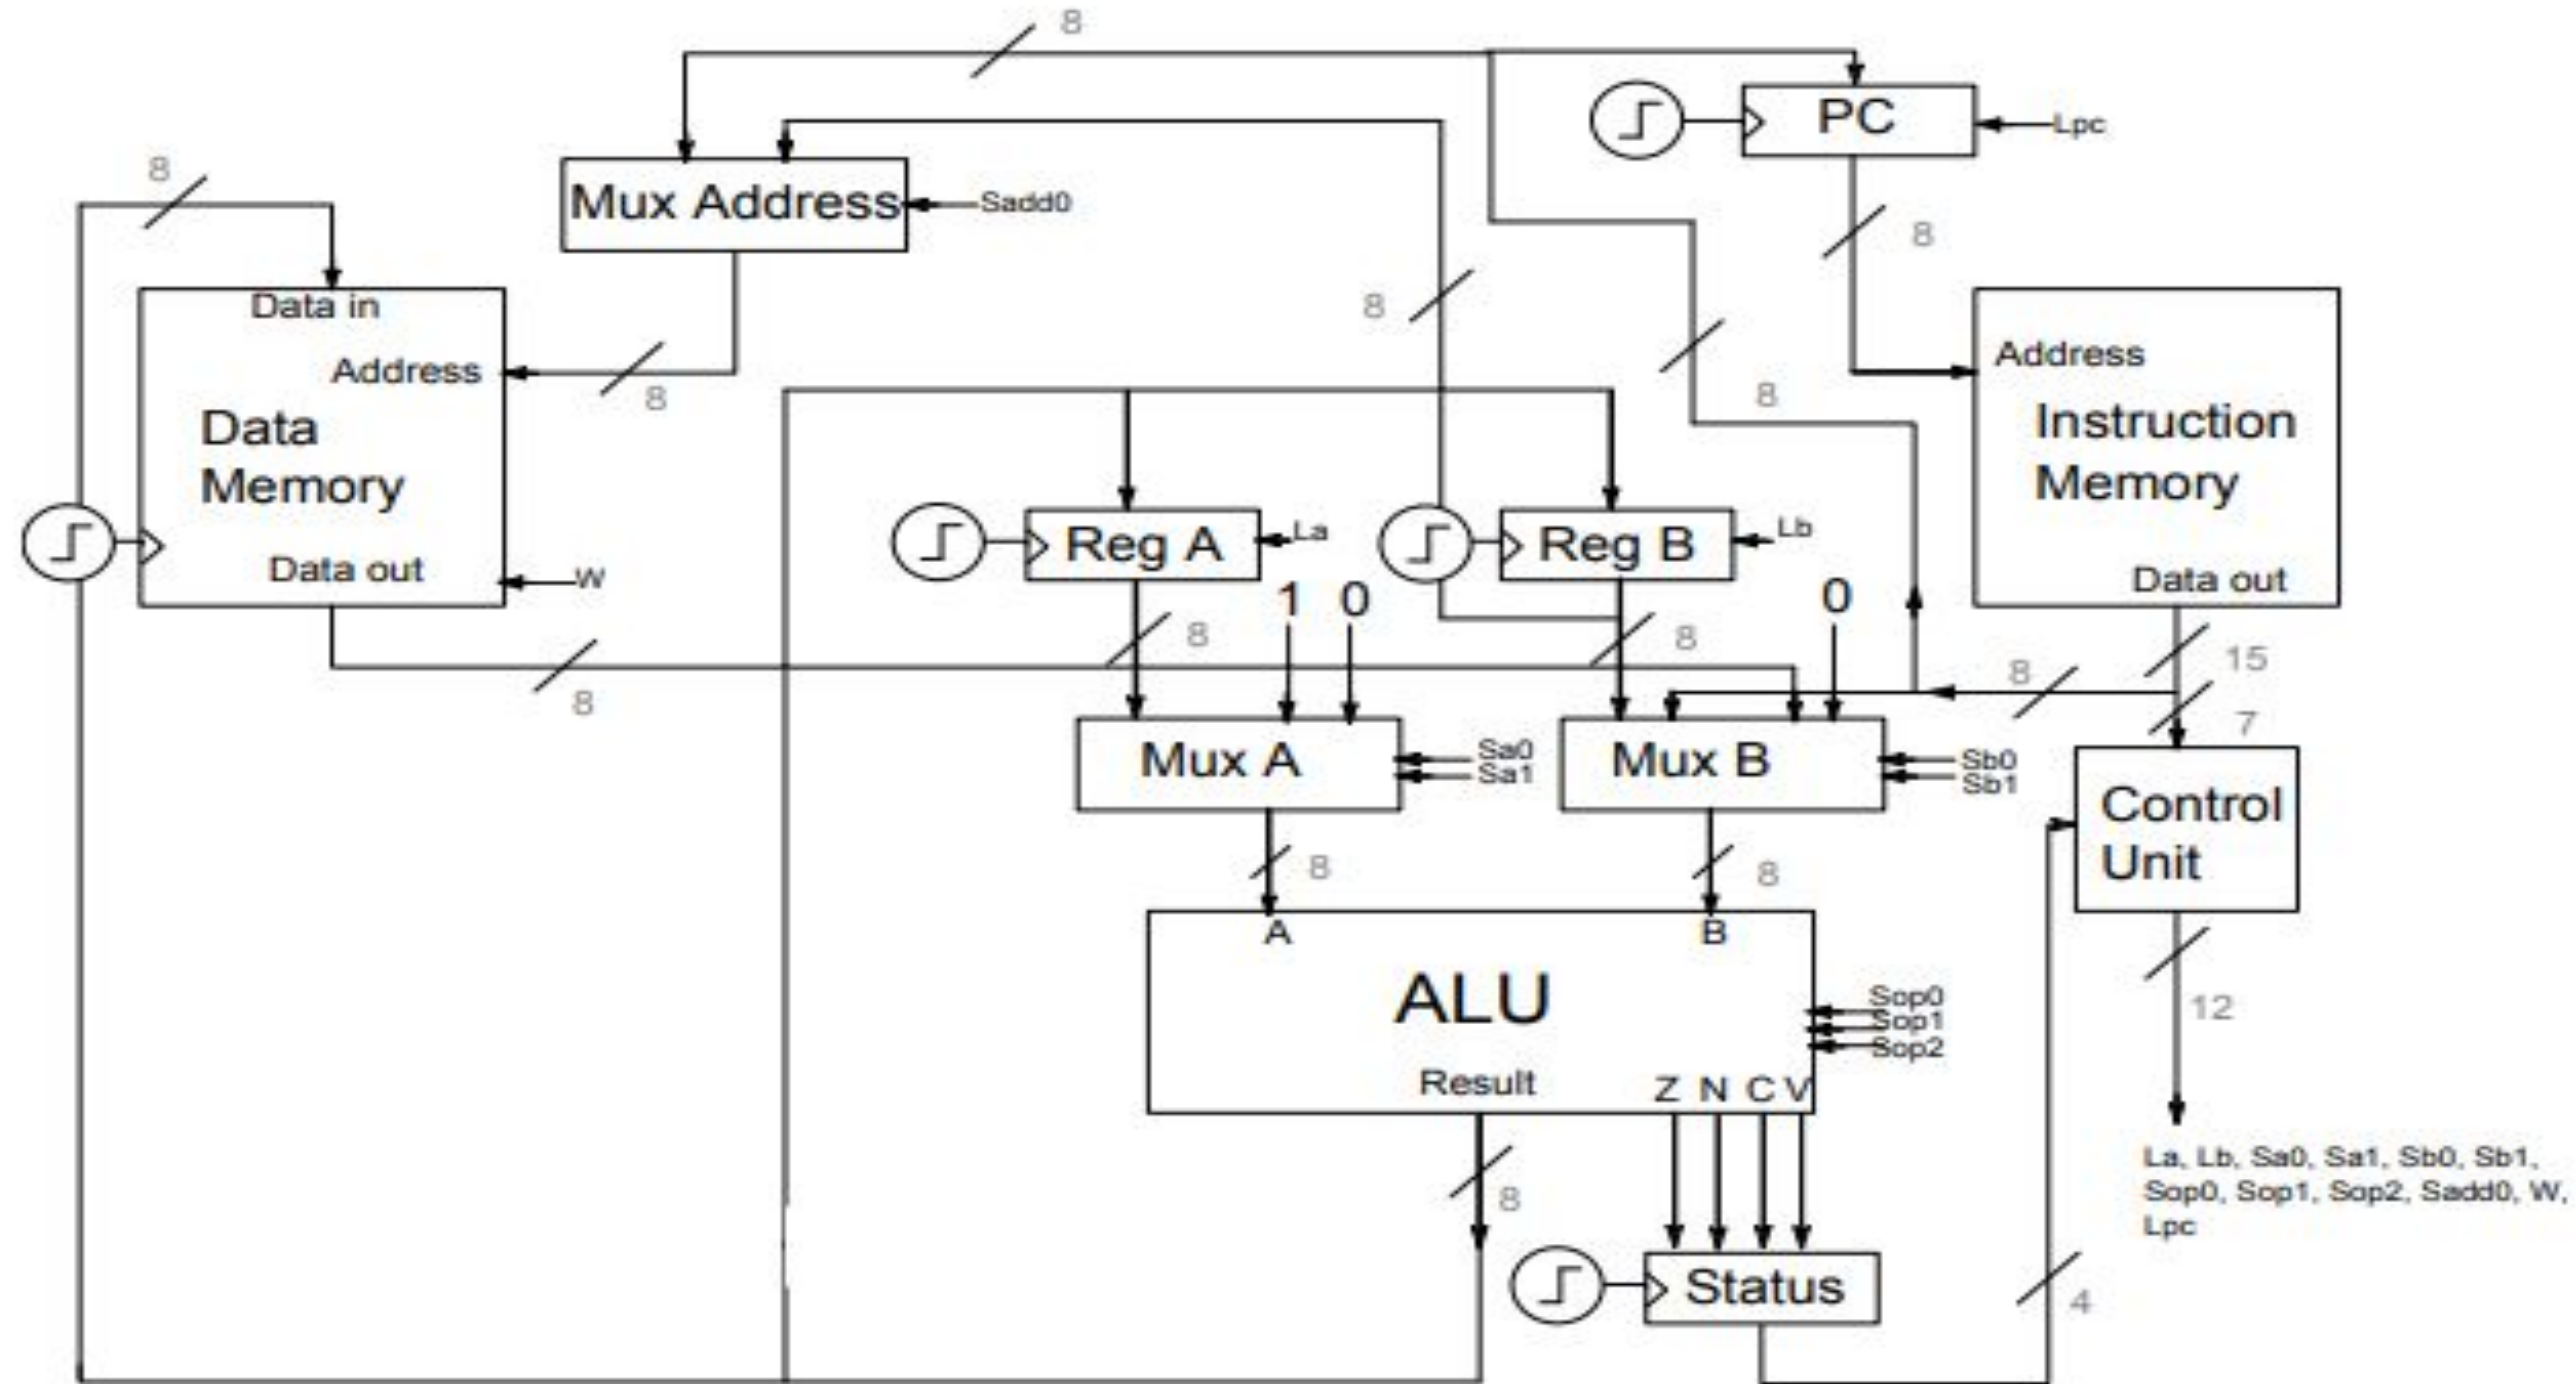 8
PC
Lpc
8
Mux Address
Sadd0
8
8
Data in
Address
8
8
8
Address
Data
Memory
Instruction
Memory
Data out
W
Reg A
La
Reg B
Lb
Data out
1 0
0
8
8
8
8
15
7
Mux A
Sa0
Sa1
Mux B
Sb0
Sb1
Control
Unit
8
8
A
B
ALU
Sop0
Sop1
Sop2
12
Result
Z N C V
8
La, Lb, Sa0, Sa1, Sb0, Sb1,
Sop0, Sop1, Sop2, Sadd0, W,
Lpc
Status
4